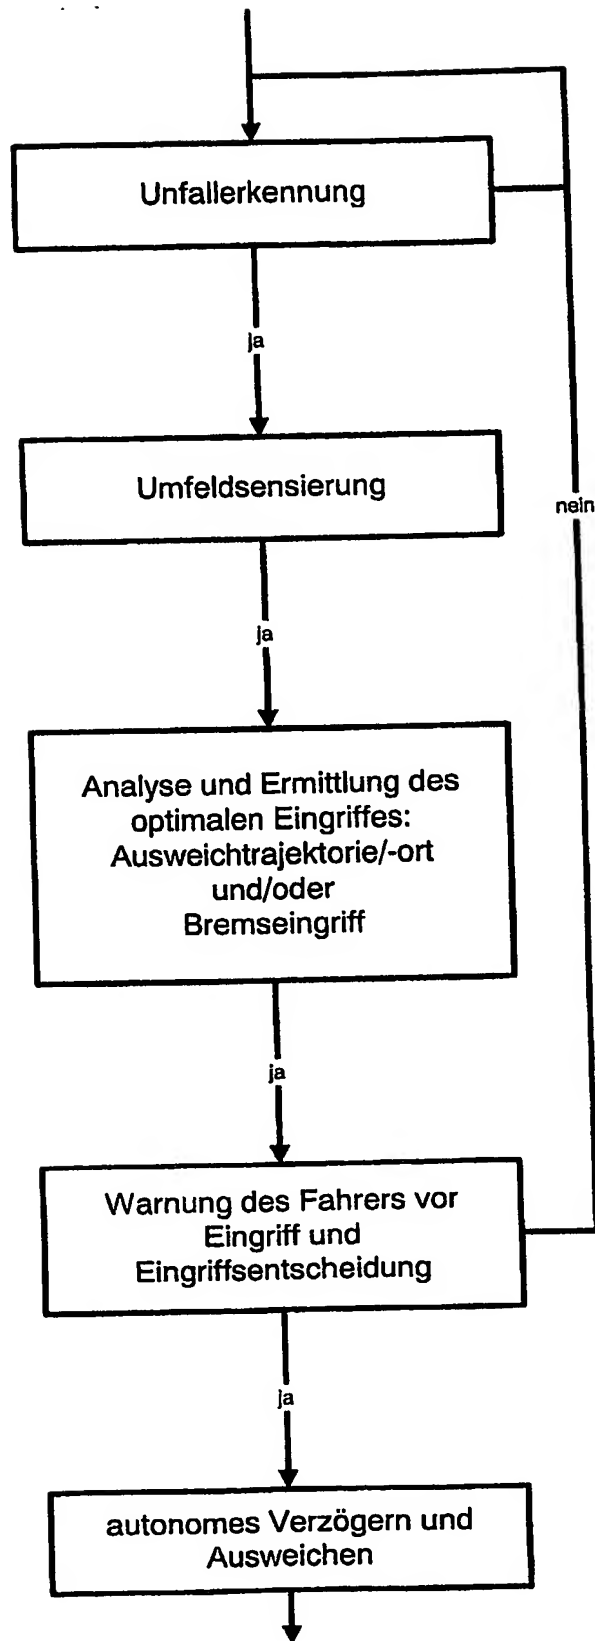 Unfallerkennung
ja
Umfeldsensierung
nein
ja
Analyse und Ermittlung des
optimalen Eingriffes:
Ausweichtrajektorie/-ort
und/oder
Bremseingriff
ja
Warnung des Fahrers vor
Eingriff und
Eingriffsentscheidung
ja
autonomes Verzögern und
Ausweichen